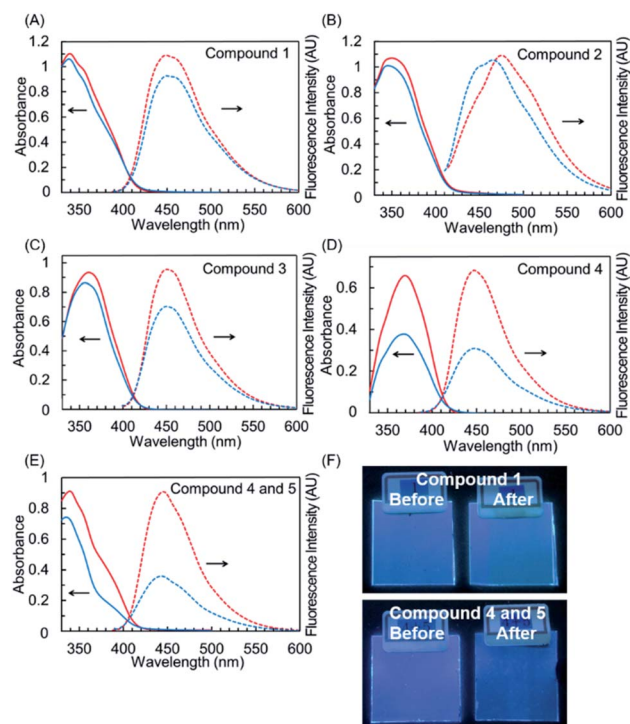 (A)
1.2
1
0.8
0.6
0.4
0.2
0
Absorbance
Compound 1
Fluorescence Intensity (AU)
350 400 450 500 550 600
Wavelength (nm)
(B)
1.2
1
0.8
0.6
0.4
0.2
0
Absorbance
Compound 2
Fluorescence Intensity (AU)
350 400 450 500 550 600
Wavelength (nm)
(C)
1
0.8
0.6
0.4
0.2
0
Absorbance
Compound 3
Fluorescence Intensity (AU)
350 400 450 500 550 600
Wavelength (nm)
(D)
0.6
0.4
0.2
0
Absorbance
Compound 4
Fluorescence Intensity (AU)
350 400 450 500 550 600
Wavelength (nm)
(E)
1
0.8
0.6
0.4
0.2
0
Absorbance
Compound 4 and 5
Fluorescence Intensity (AU)
350 400 450 500 550 600
Wavelength (nm)
(F)
Compound 1
Before After
Compound 4 and 5
Before After